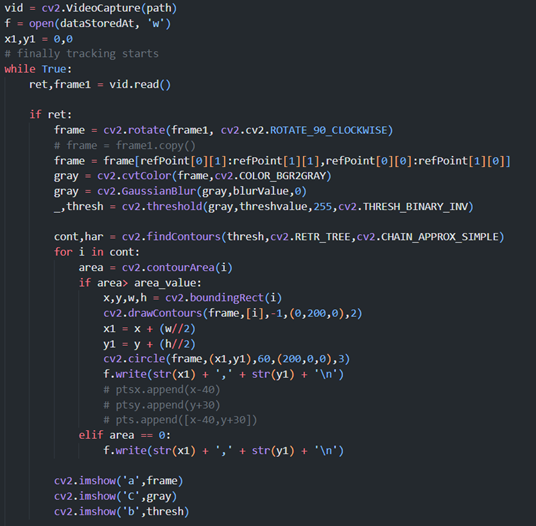 vid = cv2.VideoCapture(path)
f = open(dataStoredAt, 'w')
x1,y1 = 0,0
# finally tracking starts
while True:
    ret,frame1 = vid.read()

    if ret:
        frame = cv2.rotate(frame1, cv2.cv2.ROTATE_90_CLOCKWISE)
        # frame = frame1.copy()
        frame = frame[refPoint[0][1]:refPoint[1][1],refPoint[0][0]:refPoint[1][0]]
        gray = cv2.cvtColor(frame,cv2.COLOR_BGR2GRAY)
        gray = cv2.GaussianBlur(gray,blurValue,0)
        _,thresh = cv2.threshold(gray,threshvalue,255,cv2.THRESH_BINARY_INV)

        cont,har = cv2.findContours(thresh,cv2.RETR_TREE,cv2.CHAIN_APPROX_SIMPLE)
        for i in cont:
            area = cv2.contourArea(i)
            if area> area_value:
                x,y,w,h = cv2.boundingRect(i)
                cv2.drawContours(frame,[i],-1,(0,200,0),2)
                x1 = x + (w//2)
                y1 = y + (h//2)
                cv2.circle(frame,(x1,y1),60,(200,0,0),3)
                f.write(str(x1) + ',' + str(y1) + '\n')
                # ptsx.append(x-40)
                # ptsy.append(y+30)
                # pts.append([x-40,y+30])
            elif area == 0:
                f.write(str(x1) + ',' + str(y1) + '\n')

        cv2.imshow('a',frame)
        cv2.imshow('C',gray)
        cv2.imshow('b',thresh)